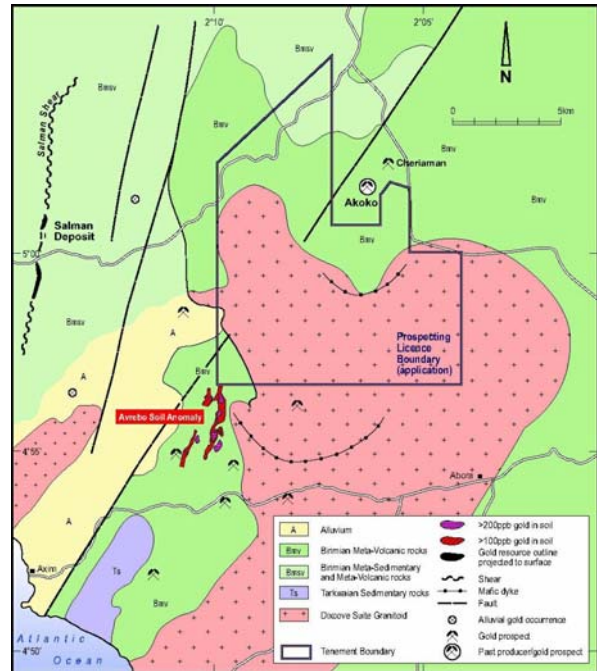 2°10'
2°05'
Bmsv
Bmsv
Bmv
N
0
5km
Salman Shear
Cheriaman
Akoko
Bmv
Bmv
Salman
Deposit
5°00
Bmsv
A
Prospetting
Licence
Boundary
(application)
A
Bmv
Avrebo Soil Anomaly
4°55
A
Axim
Ts
Bmv
Atlantic
Ocean
4°50'
A Alluvium
Bmv Birimian Meta-Volcanic rocks
Bmsv Birimian Meta-Sedimentary
and Meta-Volcanic rocks
Ts Tarkwaian Sedimentary rocks
Dixcove Suite Granitoid
Tenement Boundary
>200ppb gold in soil
>100ppb gold in soil
Gold resource outline
projected to surface
Shear
Mafic dyke
Fault
Alluvial gold occurrence
Gold prospect
Past producer/gold prospect